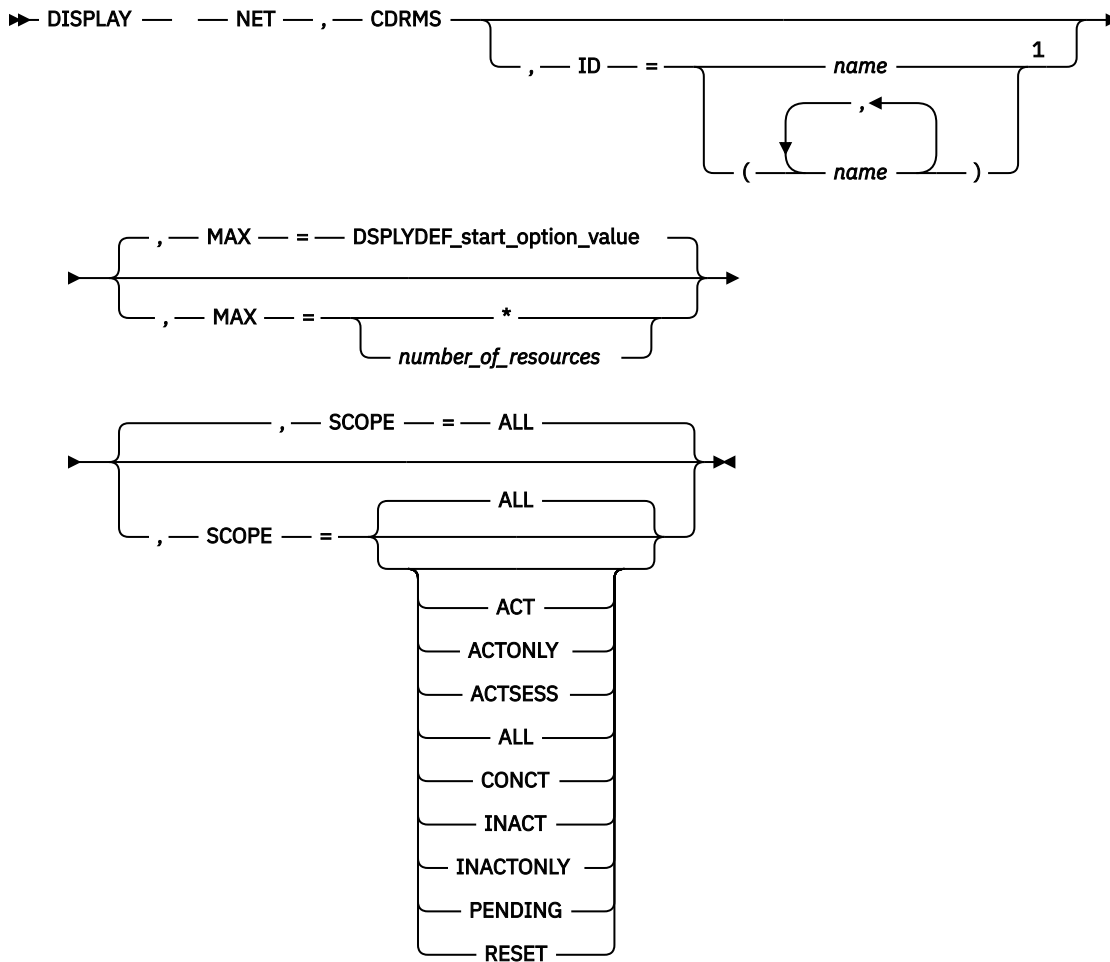 DISPLAY NET , CDRMS
, ID = name 1
,
( name )
, MAX = DSPLYDEF_start_option_value
, MAX = *
number_of_resources
, SCOPE = ALL
ALL
, SCOPE =
ACT
ACTONLY
ACTSESS
ALL
CONCT
INACT
INACTONLY
PENDING
RESET